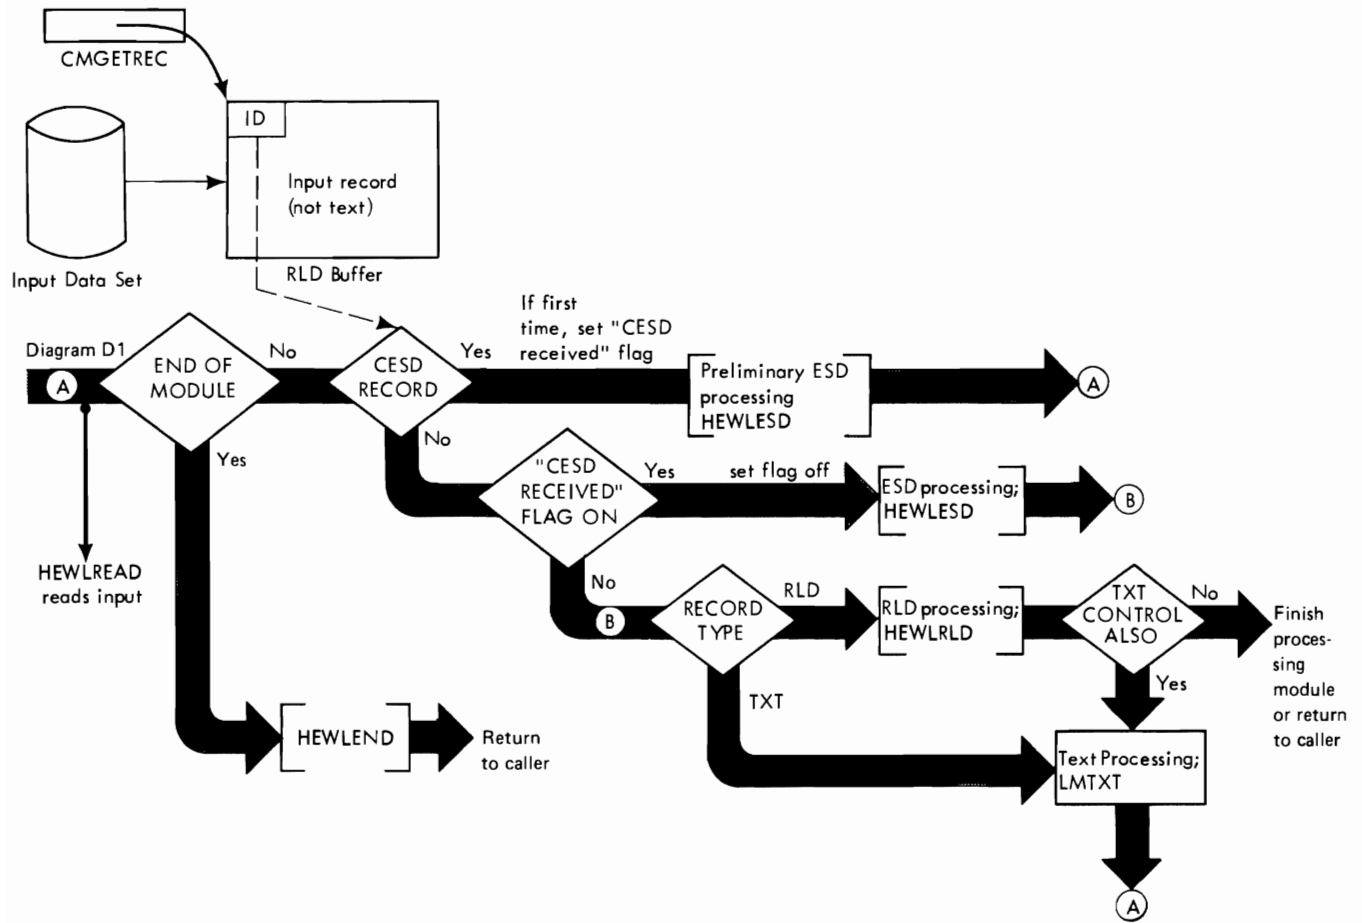 CMGETREC
ID
Input record
(not text)
Input Data Set
RLD Buffer
If first
time, set "CESD
received" flag
Diagram D1
A
END OF
MODULE
No
CESD
RECORD
Yes
Preliminary ESD
processing
HEWLESD
A
Yes
No
"CESD
RECEIVED"
FLAG ON
Yes
set flag off
ESD processing;
HEWLESD
B
HEWLREAD
reads input
No
B
RECORD
TYPE
RLD
RLD processing;
HEWLRLD
TXT
CONTROL
ALSO
No
Finish
proces-
sing
module
or return
to caller
Yes
TXT
HEWLEND
Return
to caller
Text Processing;
LMTXT
A